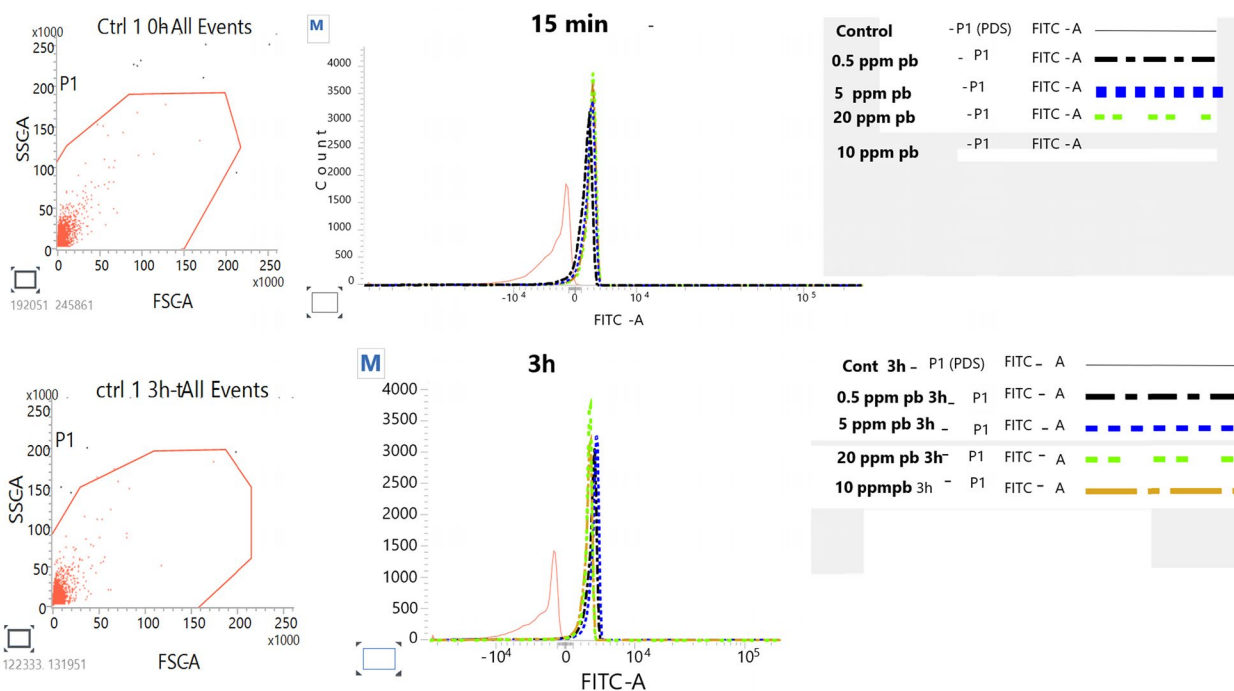 Ctrl 1 0h All Events
x1000
250
200
150
100
50
0
SSC-A
P1
0 50 100 150 200 250
x1000
FSC-A
192051 245861
M
15 min
-
4000
3500
3000
2500
2000
1500
1000
500
0
Count
-10⁴ 0 10⁴ 10⁵
FITC -A
Control -P1 (PDS) FITC -A
0.5 ppm pb - P1 FITC -A
5 ppm pb -P1 FITC -A
20 ppm pb -P1 FITC -A
10 ppm pb -P1 FITC -A
ctrl 1 3h-tAll Events
x1000
250
200
150
100
50
0
SSC-A
P1
0 50 100 150 200 250
x1000
FSC-A
122333. 131951
M
3h
4000
3500
3000
2500
2000
1500
1000
500
0
-10⁴ 0 10⁴ 10⁵
FITC-A
Cont 3h - P1 (PDS) FITC - A
0.5 ppm pb 3h - P1 FITC - A
5 ppm pb 3h - P1 FITC - A
20 ppm pb 3h - P1 FITC - A
10 ppmpb 3h - P1 FITC - A